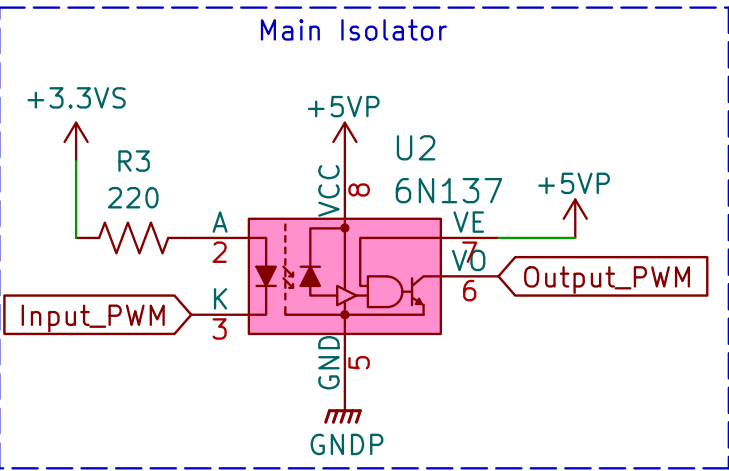 Main Isolator
+3.3VS
+5VP
R3
220
U2
6N137
+5VP
VCC
8
A
2
VE
7
VO
6
Output_PWM
Input_PWM
K
3
GND
5
GNDP